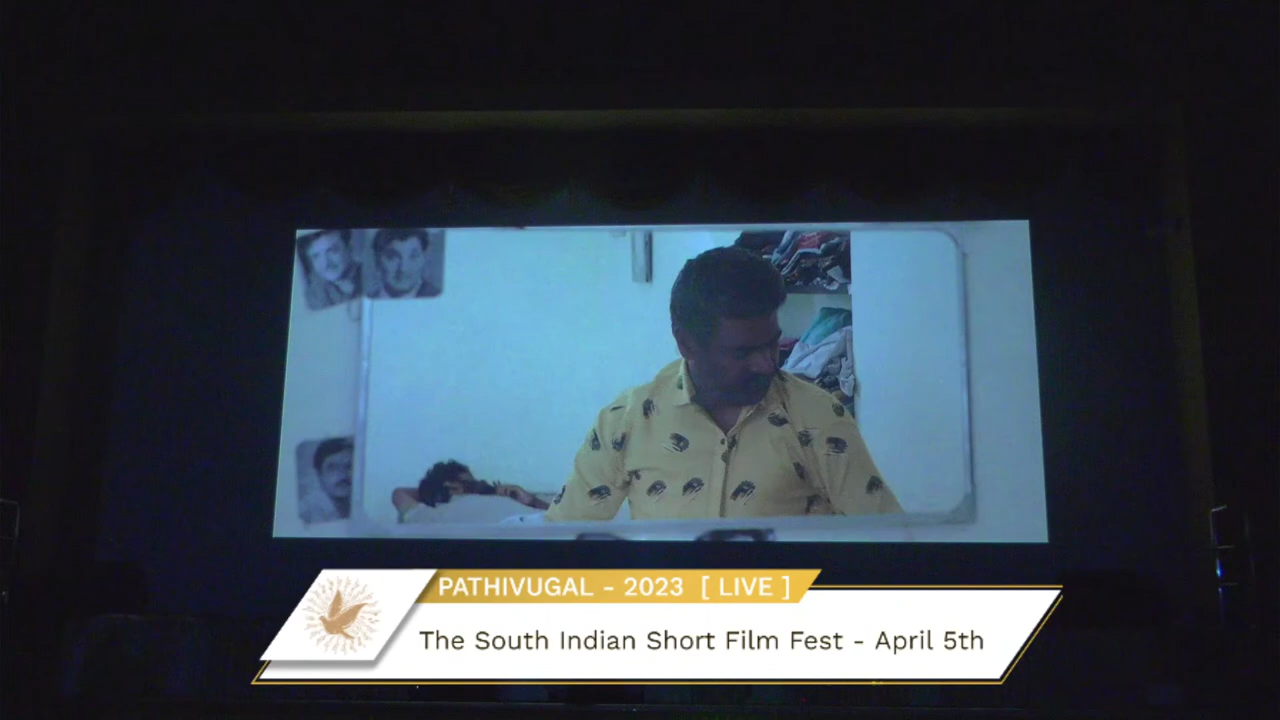 PATHIVUGAL - 2023 [ LIVE ]
The South Indian Short Film Fest - April 5th